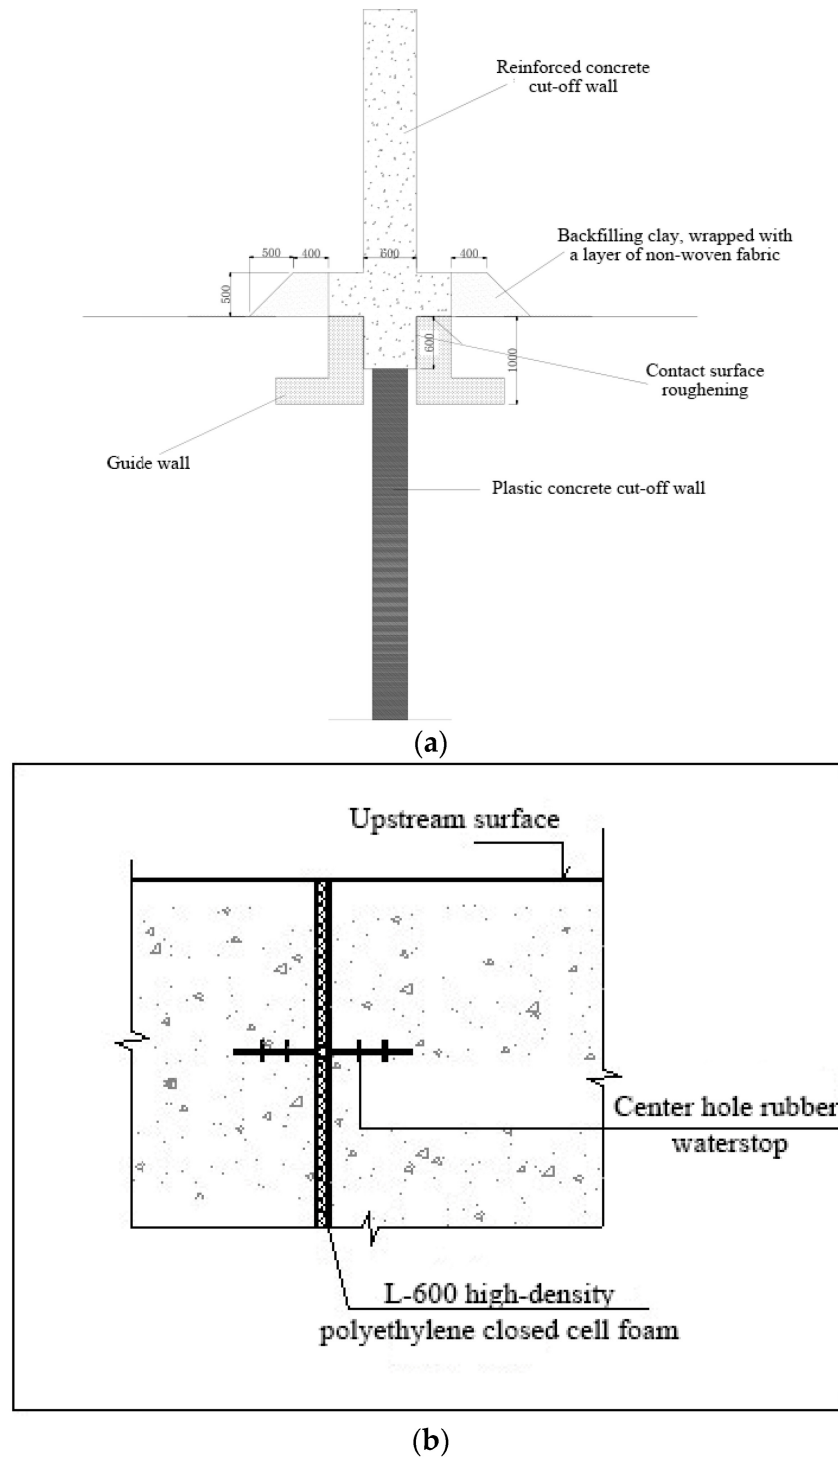 Reinforced concrete
cut-off wall
Backfilling clay, wrapped with
a layer of non-woven fabric
500
400
600
400
500
600
1000
Contact surface
roughening
Guide wall
Plastic concrete cut-off wall
(a)
Upstream surface
Center hole rubber
waterstop
L-600 high-density
polyethylene closed cell foam
(b)